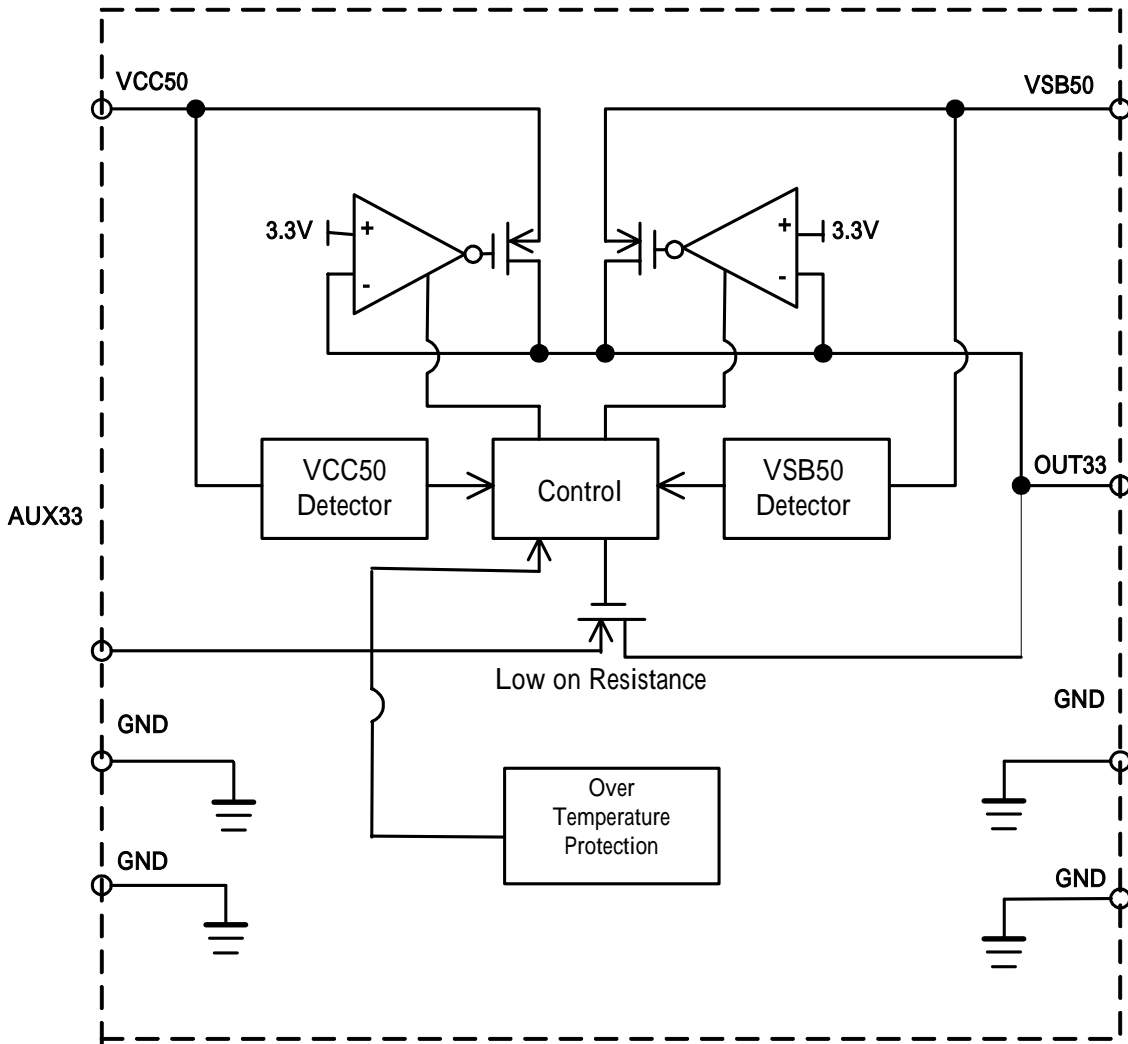 VCC50
VSB50
3.3V
+
-
+
-
3.3V
VCC50
Detector
Control
VSB50
Detector
OUT33
AUX33
Low on Resistance
GND
GND
Over
Temperature
Protection
GND
GND